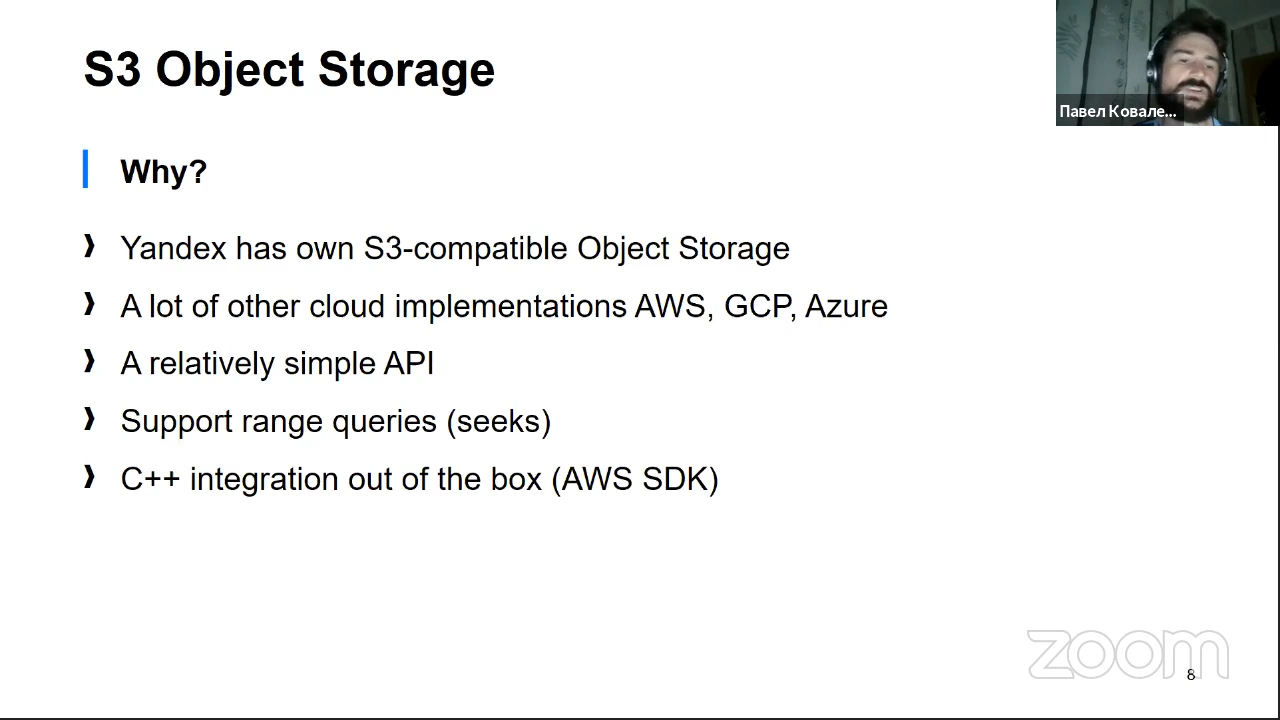 S3 Object Storage
Павел Ковале...
Why?
Yandex has own S3-compatible Object Storage
A lot of other cloud implementations AWS, GCP, Azure
A relatively simple API
Support range queries (seeks)
C++ integration out of the box (AWS SDK)
zoom
8